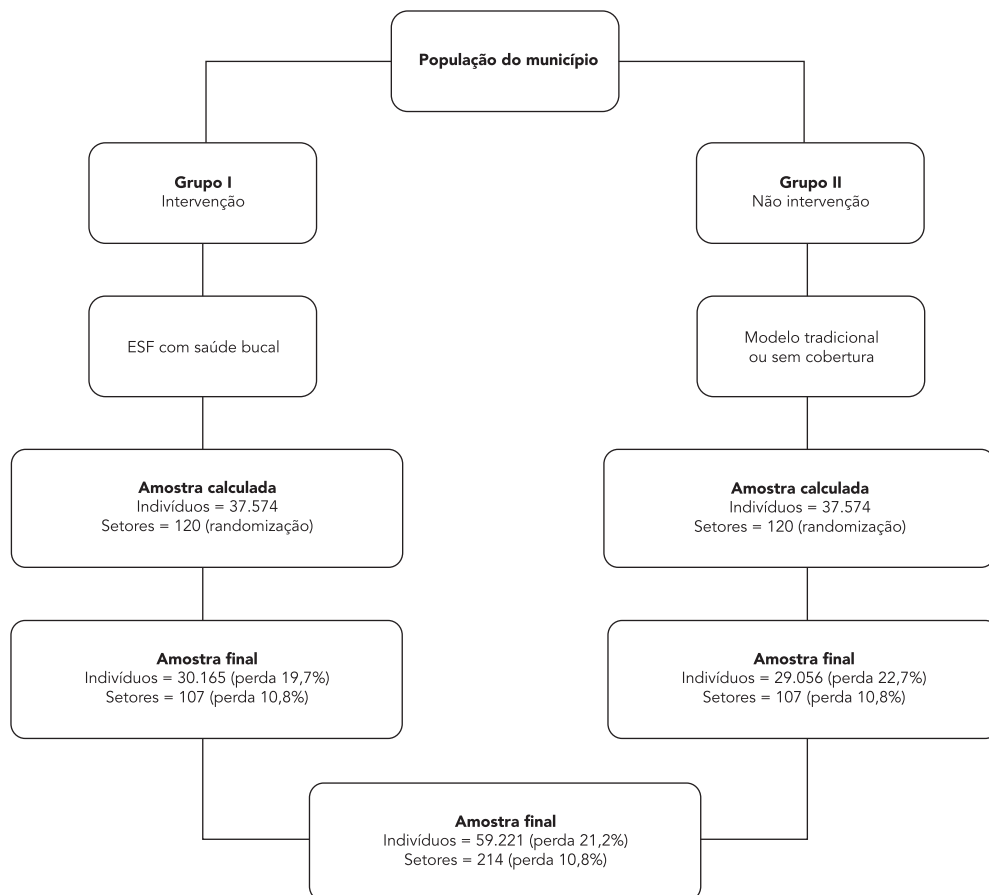 População do município
Grupo I
Intervenção
Grupo II
Não intervenção
ESF com saúde bucal
Modelo tradicional
ou sem cobertura
Amostra calculada
Indivíduos = 37.574
Setores = 120 (randomização)
Amostra calculada
Indivíduos = 37.574
Setores = 120 (randomização)
Amostra final
Indivíduos = 30.165 (perda 19,7%)
Setores = 107 (perda 10,8%)
Amostra final
Indivíduos = 29.056 (perda 22,7%)
Setores = 107 (perda 10,8%)
Amostra final
Indivíduos = 59.221 (perda 21,2%)
Setores = 214 (perda 10,8%)